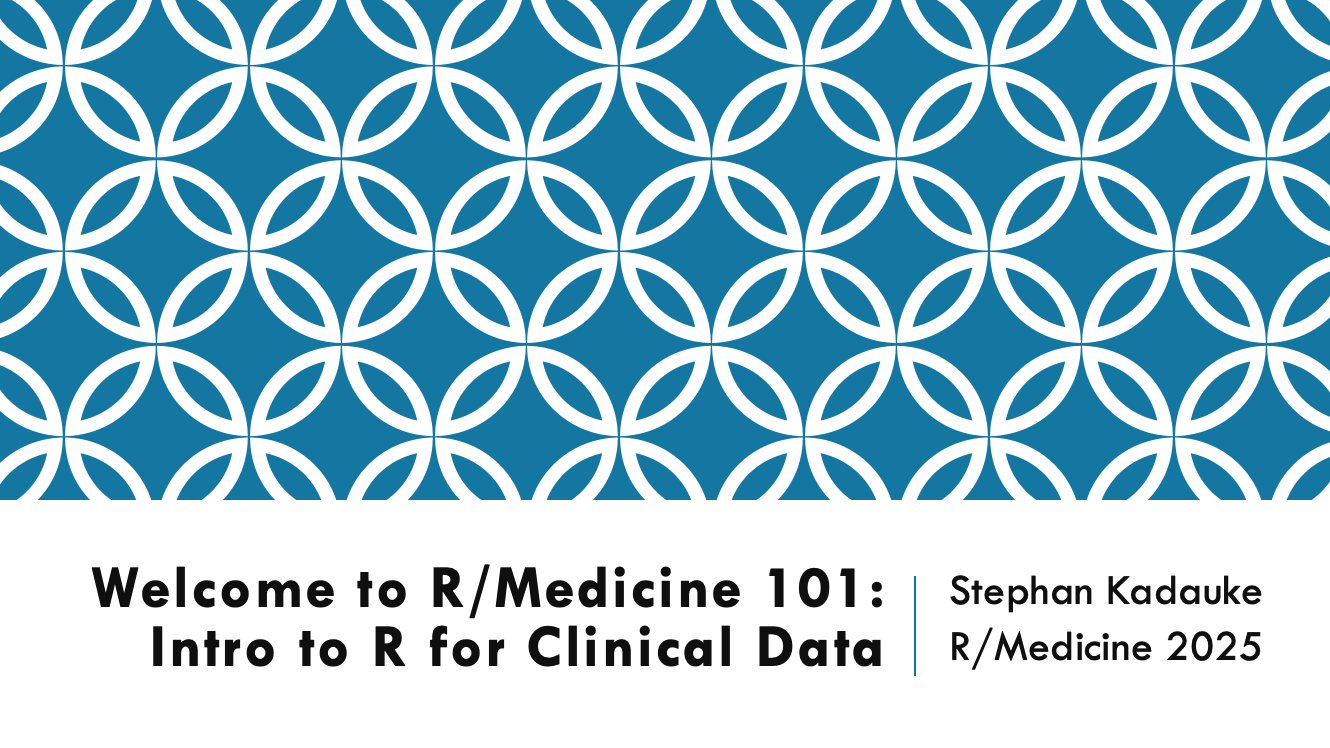 Welcome to R/Medicine 101:
Intro to R for Clinical Data
Stephan Kadauke
R/Medicine 2025